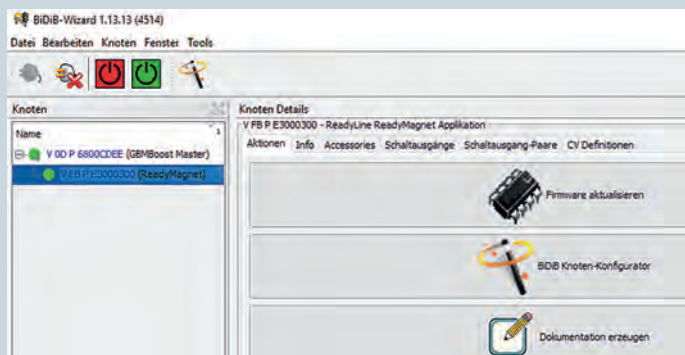 BiDiB-Wizard 1.13.13 (4514)
Datei Bearbeiten Knoten Fenster Tools
Knoten
Name
1
V 0D P 6800CDEE (GBMBoost Master)
V FB P E3000300 (ReadyMagnet)
Knoten Details
V FB P E3000300 - ReadyLine ReadyMagnet Applikation
Aktionen Info Accessories Schaltausgänge Schaltausgang-Paare CV Definitionen
Firmware aktualisieren
BiDiB Knoten-Konfigurator
Dokumentation erzeugen